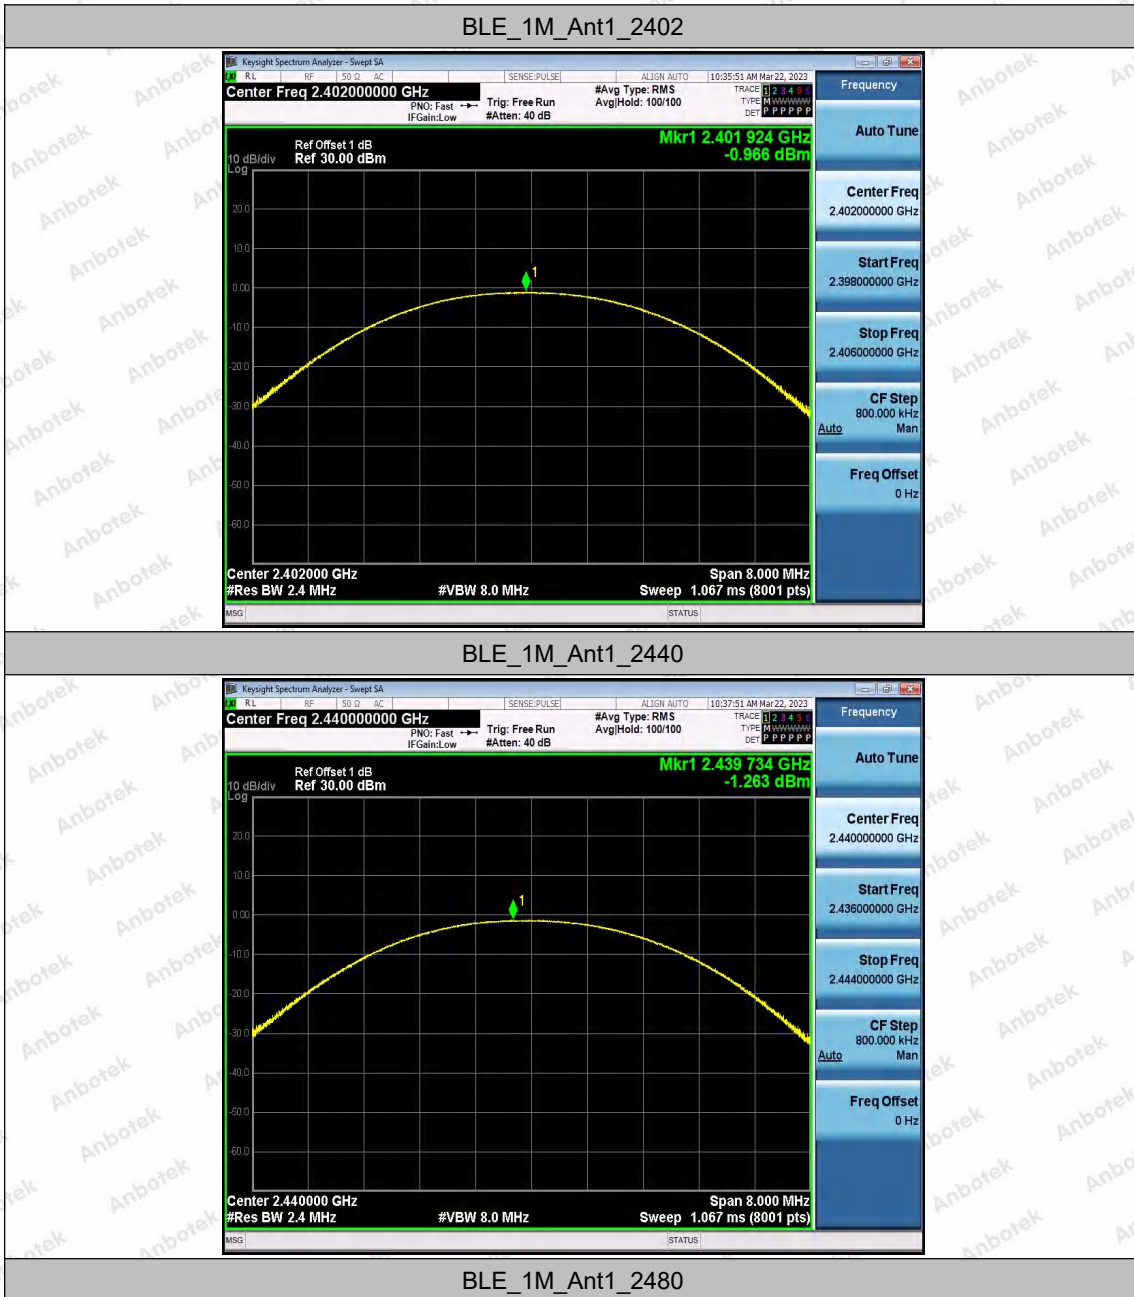 BLE_1M_Ant1_2402
Keysight Spectrum Analyzer - Swept SA
LXI RL RF 50 Ω AC SENSE:PULSE ALIGN AUTO 10:35:51 AM Mar 22, 2023
Center Freq 2.402000000 GHz
PNO: Fast
IFGain:Low
Trig: Free Run
#Atten: 40 dB
#Avg Type: RMS
Avg|Hold: 100/100
TRACE 1 2 3 4 5 6
TYPE M WWWWW
DET P P P P P P
Frequency
Mkr1 2.401 924 GHz
-0.966 dBm
Ref Offset 1 dB
10 dB/div Ref 30.00 dBm
Log
20.0
10.0
0.00
-10.0
-20.0
-30.0
-40.0
-50.0
-60.0
1
Center 2.402000 GHz Span 8.000 MHz
#Res BW 2.4 MHz #VBW 8.0 MHz Sweep 1.067 ms (8001 pts)
MSG STATUS
Auto Tune
Center Freq
2.402000000 GHz
Start Freq
2.398000000 GHz
Stop Freq
2.406000000 GHz
CF Step
800.000 kHz
Auto Man
Freq Offset
0 Hz
BLE_1M_Ant1_2440
Keysight Spectrum Analyzer - Swept SA
LXI RL RF 50 Ω AC SENSE:PULSE ALIGN AUTO 10:37:51 AM Mar 22, 2023
Center Freq 2.440000000 GHz
PNO: Fast
IFGain:Low
Trig: Free Run
#Atten: 40 dB
#Avg Type: RMS
Avg|Hold: 100/100
TRACE 1 2 3 4 5 6
TYPE M WWWWW
DET P P P P P P
Frequency
Mkr1 2.439 734 GHz
-1.263 dBm
Ref Offset 1 dB
10 dB/div Ref 30.00 dBm
Log
20.0
10.0
0.00
-10.0
-20.0
-30.0
-40.0
-50.0
-60.0
1
Center 2.440000 GHz Span 8.000 MHz
#Res BW 2.4 MHz #VBW 8.0 MHz Sweep 1.067 ms (8001 pts)
MSG STATUS
Auto Tune
Center Freq
2.440000000 GHz
Start Freq
2.436000000 GHz
Stop Freq
2.444000000 GHz
CF Step
800.000 kHz
Auto Man
Freq Offset
0 Hz
BLE_1M_Ant1_2480
Anbotek